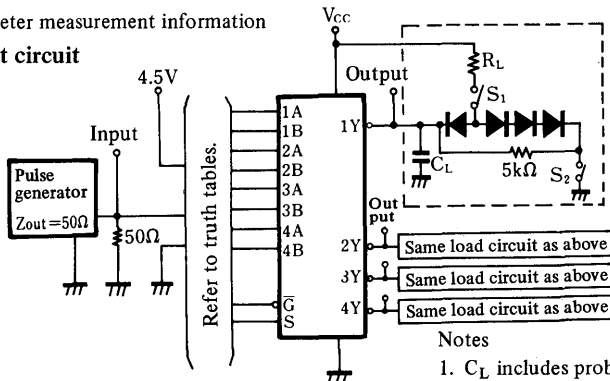 eter measurement information
t circuit
Vcc
4.5V
Output
RL
S1
Input
1A
1B
2A
2B
3A
3B
4A
4B
G
S
1Y
CL
5kΩ
S2
Pulse
generator
Zout=50Ω
50Ω
Refer to truth tables.
Out
put
2Y
Same load circuit as above
3Y
Same load circuit as above
4Y
Same load circuit as above
Notes
1. CL includes prob